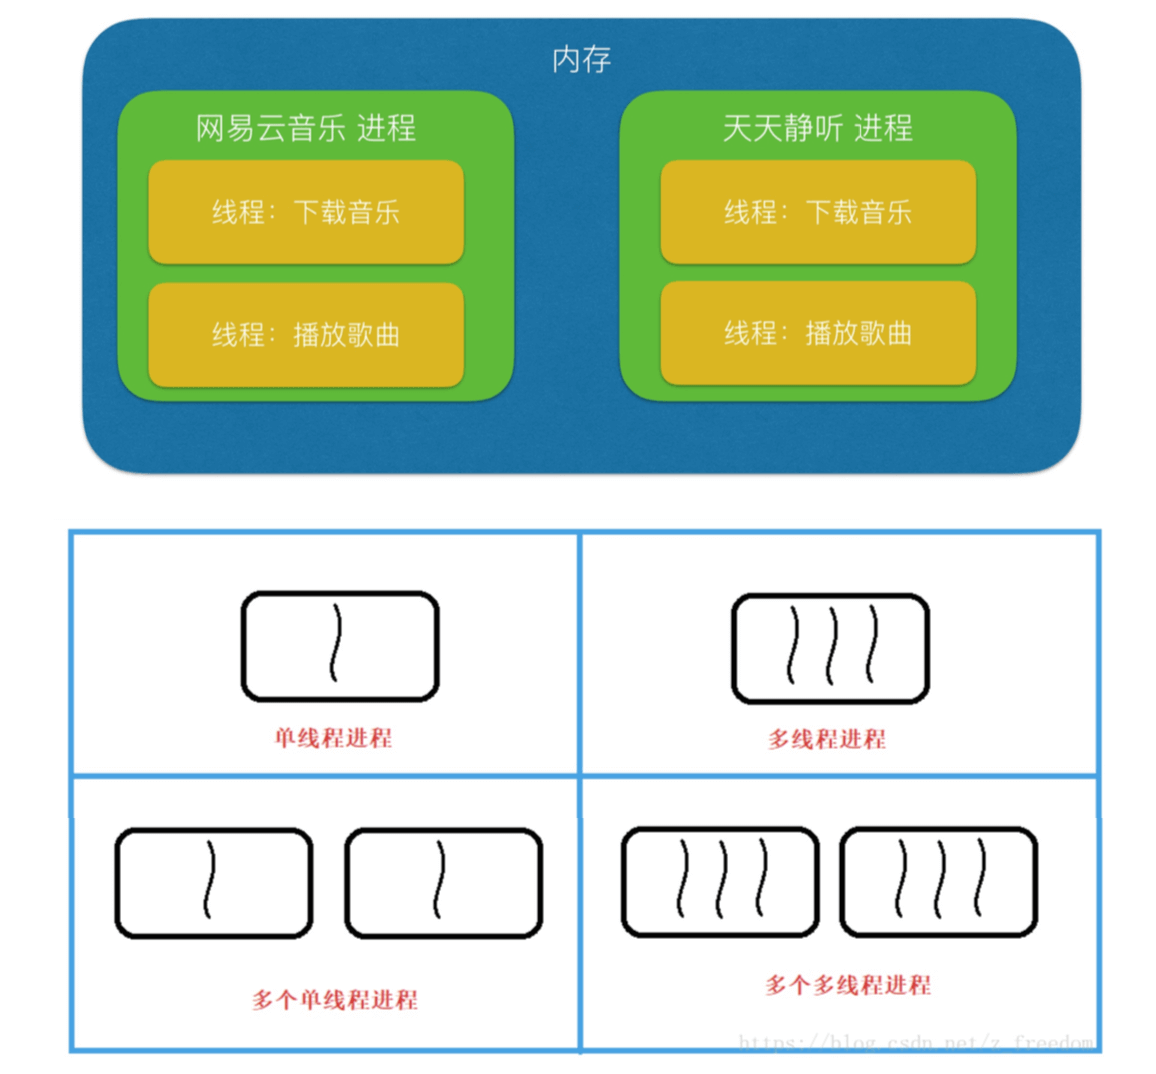 内存
网易云音乐 进程
天天静听 进程
线程：下载音乐
线程：下载音乐
线程：播放歌曲
线程：播放歌曲
单线程进程
多线程进程
多个单线程进程
多个多线程进程
https://blog.csdn.net/z_freedom